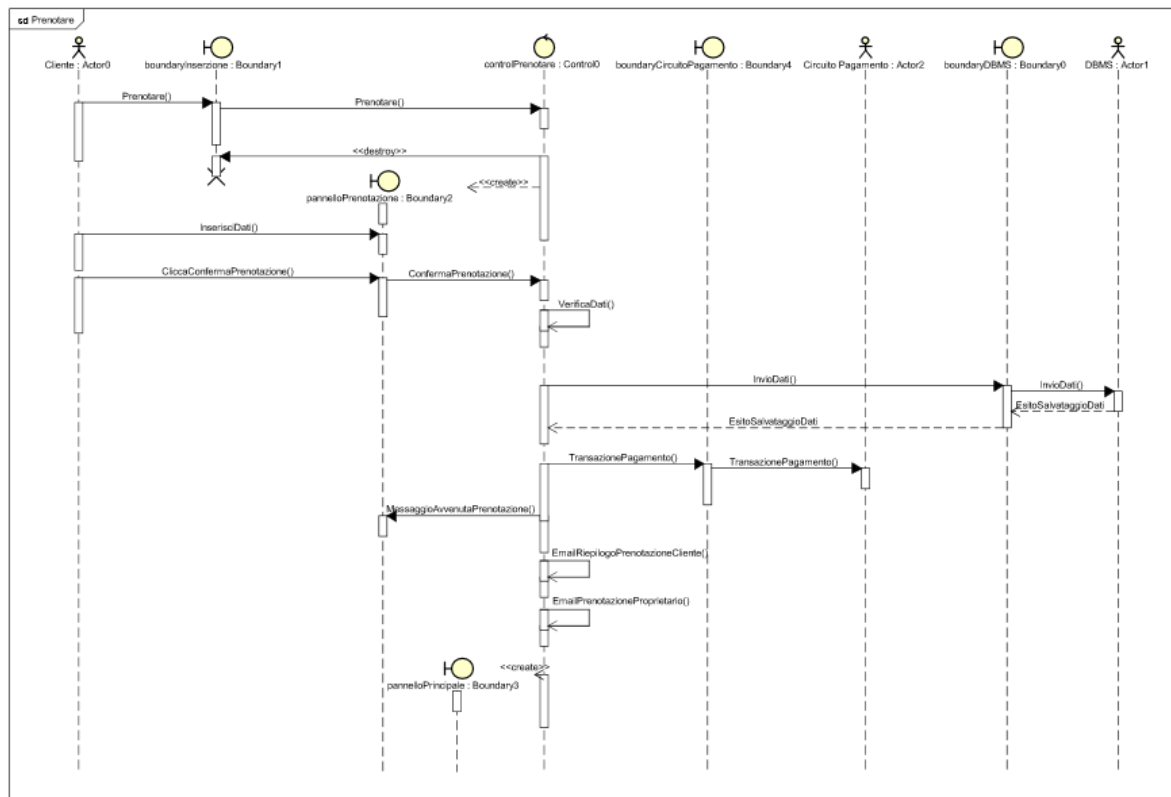 sd Prenotare
Cliente : Actor0
boundaryInserzione : Boundary1
controlPrenotare : Control0
boundaryCircuitoPagamento : Boundary4
Circuito Pagamento : Actor2
boundaryDBMS : Boundary0
DBMS : Actor1
Prenotare()
Prenotare()
<<destroy>>
<<create>>
pannelloPrenotazione : Boundary2
InserisciDati()
CliccaConfermaPrenotazione()
ConfermaPrenotazione()
VerificaDati()
InvioDati()
InvioDati()
EsitoSalvataggioDati
EsitoSalvataggioDati
TransazionePagamento()
TransazionePagamento()
MessaggioAvvenutaPrenotazione()
EmailRiepilogoPrenotazioneCliente()
EmailPrenotazioneProprietario()
<<create>>
pannelloPrincipale : Boundary3